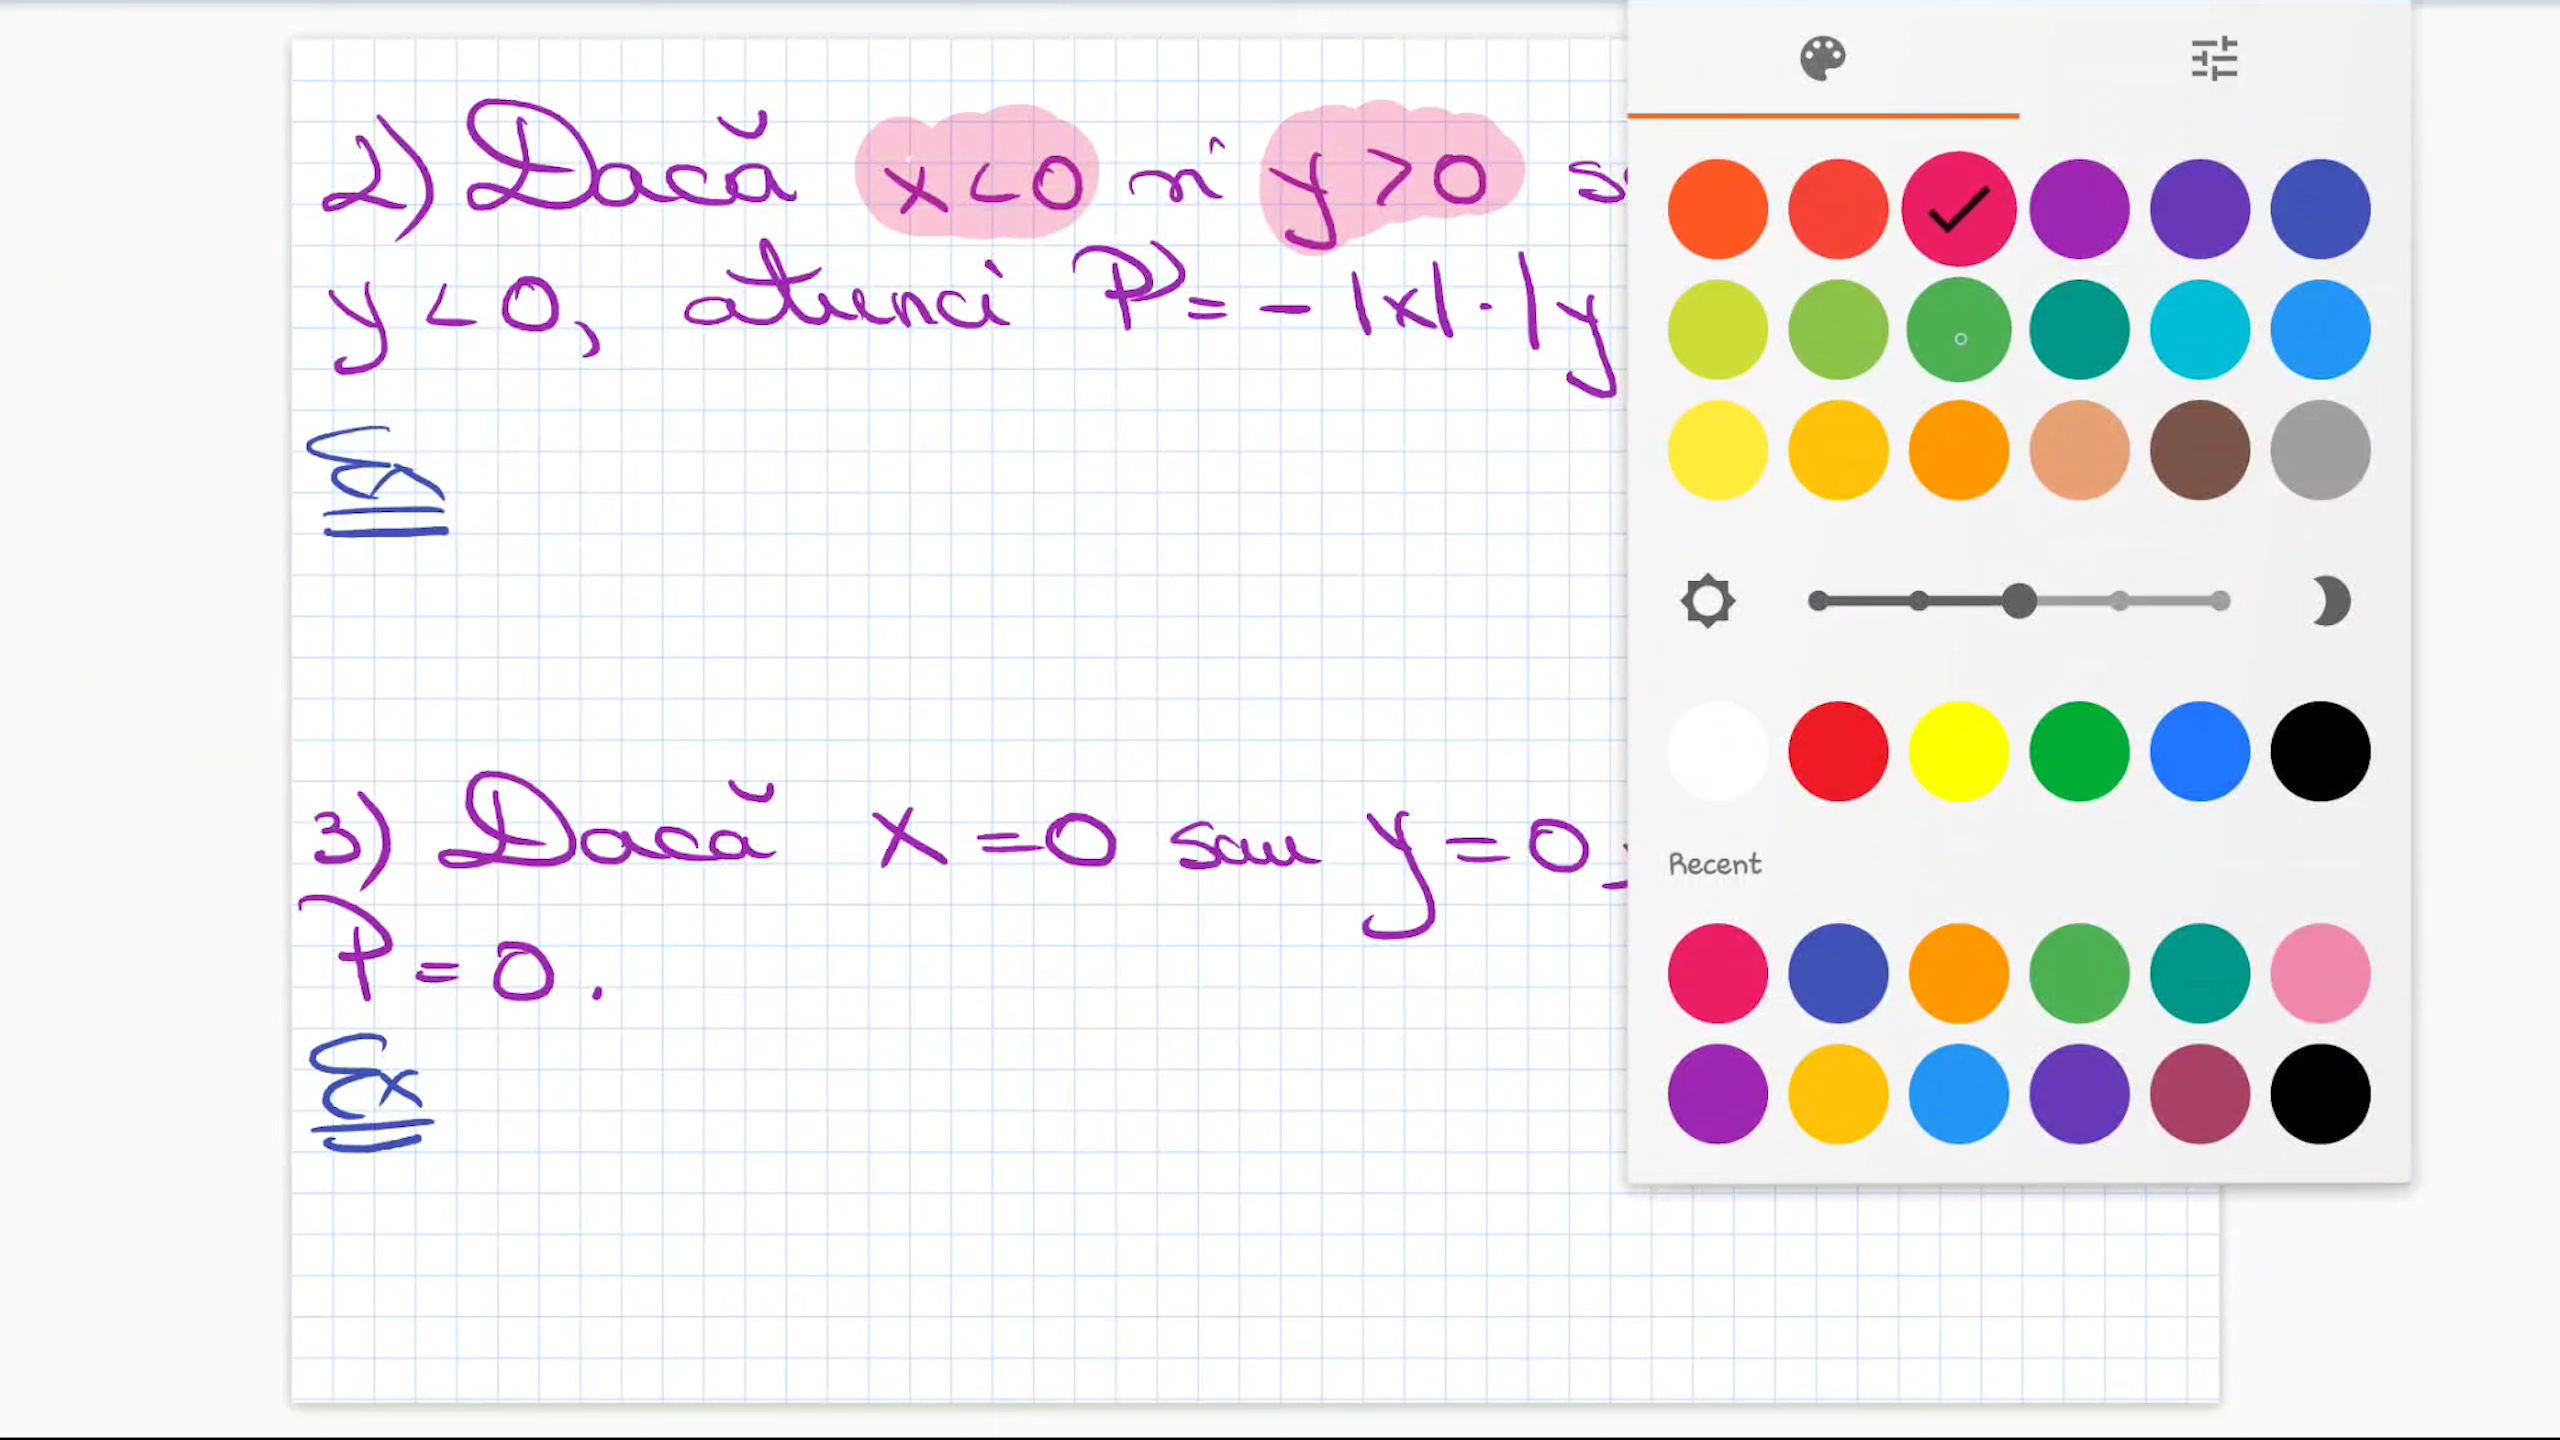 2) Dacă x<0 și y>0
y<0, atunci P = - |x| · |y
Ex
3) Dacă x=0 sau y=0,
P = 0.
Ex
Recent